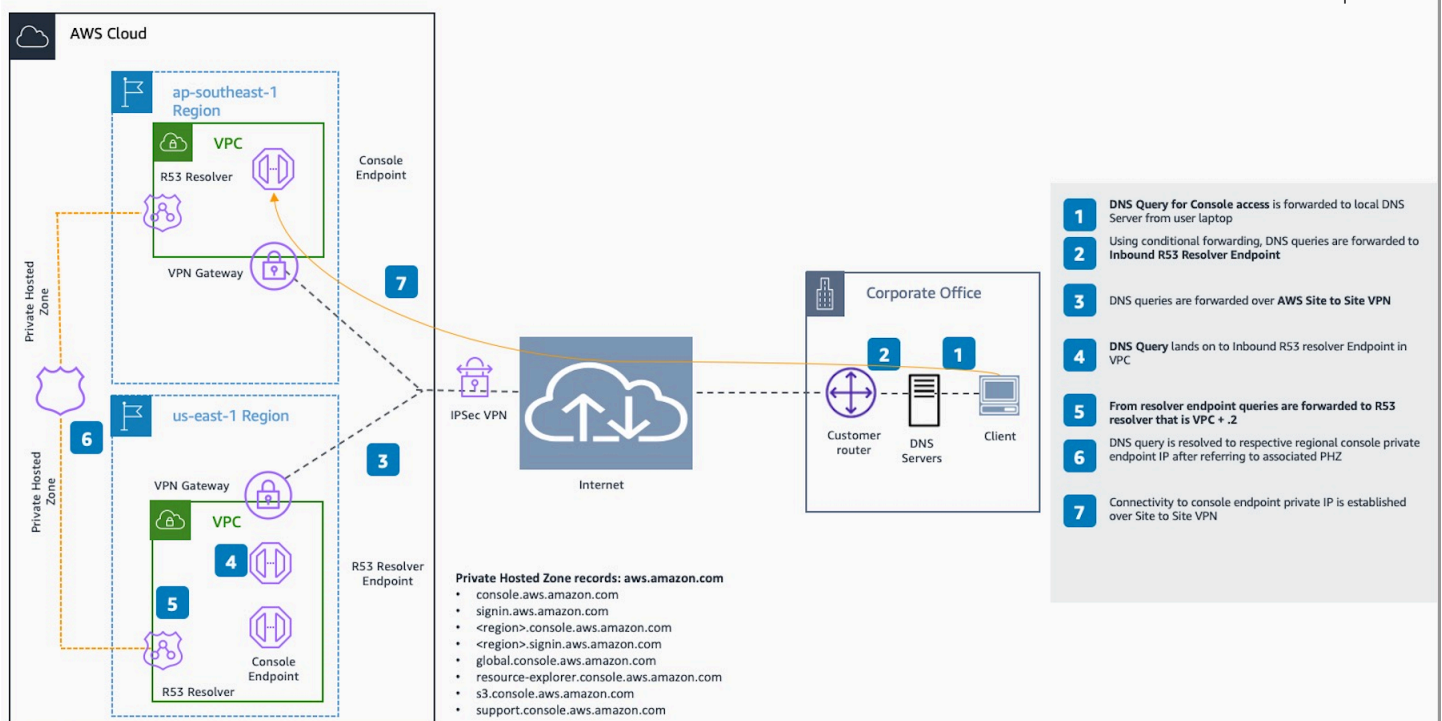 AWS Cloud
ap-southeast-1
Region
VPC
R53 Resolver
Console
Endpoint
VPN Gateway
7
Private Hosted
Zone
6
us-east-1 Region
VPN Gateway
3
VPC
4
R53 Resolver
Endpoint
5
Console
Endpoint
R53 Resolver
Private Hosted
Zone
IPSec VPN
Internet
Corporate Office
2
1
Customer
router
DNS
Servers
Client
Private Hosted Zone records: aws.amazon.com
• console.aws.amazon.com
• signin.aws.amazon.com
• <region>.console.aws.amazon.com
• <region>.signin.aws.amazon.com
• global.console.aws.amazon.com
• resource-explorer.console.aws.amazon.com
• s3.console.aws.amazon.com
• support.console.aws.amazon.com
1 DNS Query for Console access is forwarded to local DNS
Server from user laptop
2 Using conditional forwarding, DNS queries are forwarded to
Inbound R53 Resolver Endpoint
3 DNS queries are forwarded over AWS Site to Site VPN
4 DNS Query lands on to Inbound R53 resolver Endpoint in
VPC
5 From resolver endpoint queries are forwarded to R53
resolver that is VPC + .2
6 DNS query is resolved to respective regional console private
endpoint IP after referring to associated PHZ
7 Connectivity to console endpoint private IP is established
over Site to Site VPN